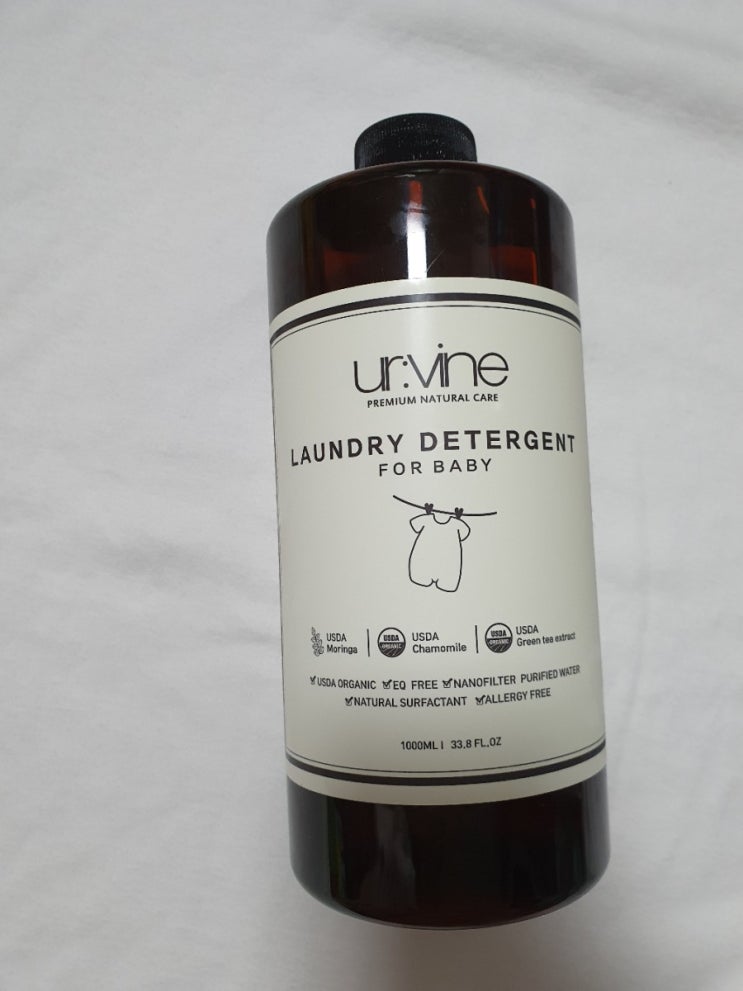 ur:vine
PREMIUM NATURAL CARE
LAUNDRY DETERGENT
FOR BABY
USDA
Moringa
USDA
ORGANIC
USDA
Chamomile
USDA
ORGANIC
USDA
Green tea extract
USDA ORGANIC EQ FREE NANOFILTER PURIFIED WATER
NATURAL SURFACTANT ALLERGY FREE
1000ML I 33.8 FL.OZ